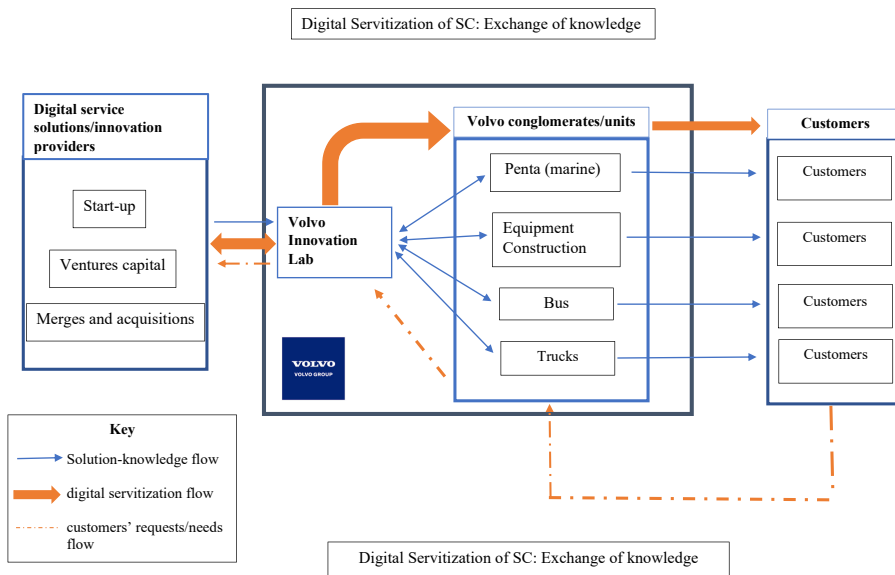 Digital Servitization of SC: Exchange of knowledge
Digital service
solutions/innovation
providers
Start-up
Ventures capital
Merges and acquisitions
Volvo
Innovation
Lab
VOLVO
VOLVO GROUP
Volvo conglomerates/units
Penta (marine)
Equipment
Construction
Bus
Trucks
Customers
Customers
Customers
Customers
Customers
Key
Solution-knowledge flow
digital servitization flow
customers’ requests/needs
flow
Digital Servitization of SC: Exchange of knowledge